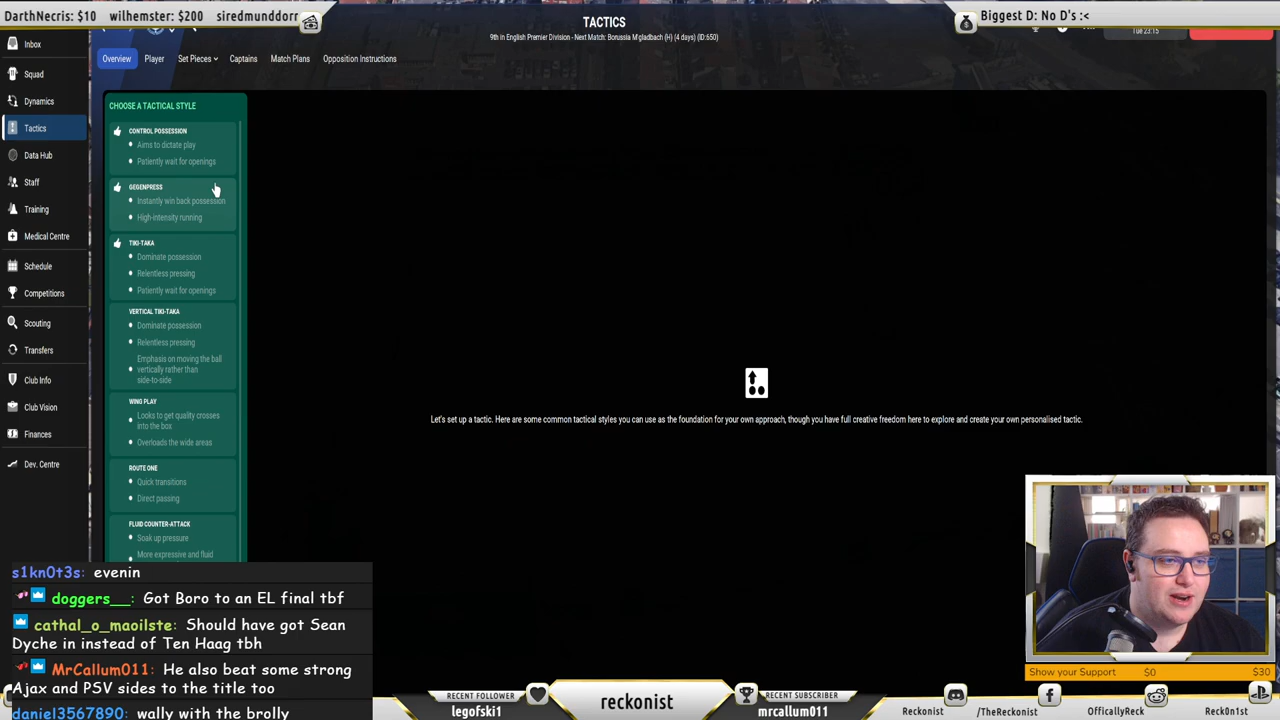 DarthNecris: $10 wilhemster: $200 siredmunddorr
TACTICS
Biggest D: No D's :<
9th in English Premier Division - Next Match: Borussia M'gladbach (H) (4 days) (ID:650)
Tue 23:15
Inbox
Squad
Dynamics
Tactics
Data Hub
Staff
Training
Medical Centre
Schedule
Competitions
Scouting
Transfers
Club Info
Club Vision
Finances
Dev. Centre
Overview Player Set Pieces Captains Match Plans Opposition Instructions
CHOOSE A TACTICAL STYLE
CONTROL POSSESSION
Aims to dictate play
Patiently wait for openings
GEGENPRESS
Instantly win back possession
High-intensity running
TIKI-TAKA
Dominate possession
Relentless pressing
Patiently wait for openings
VERTICAL TIKI-TAKA
Dominate possession
Relentless pressing
Emphasis on moving the ball
vertically rather than
side-to-side
WING PLAY
Looks to get quality crosses
into the box
Overloads the wide areas
ROUTE ONE
Quick transitions
Direct passing
FLUID COUNTER-ATTACK
Soak up pressure
More expressive and fluid
Let's set up a tactic. Here are some common tactical styles you can use as the foundation for your own approach, though you have full creative freedom here to explore and create your own personalised tactic.
s1kn0t3s: evenin
doggers__: Got Boro to an EL final tbf
cathal_o_maoilste: Should have got Sean
Dyche in instead of Ten Haag tbh
MrCallum011: He also beat some strong
Ajax and PSV sides to the title too
daniel3567890: wally with the brolly
Show your Support $0 $30
RECENT FOLLOWER
legofski1
reckonist
RECENT SUBSCRIBER
mrcallum011
Reckonist /TheReckonist OfficallyReck Reck0n1st